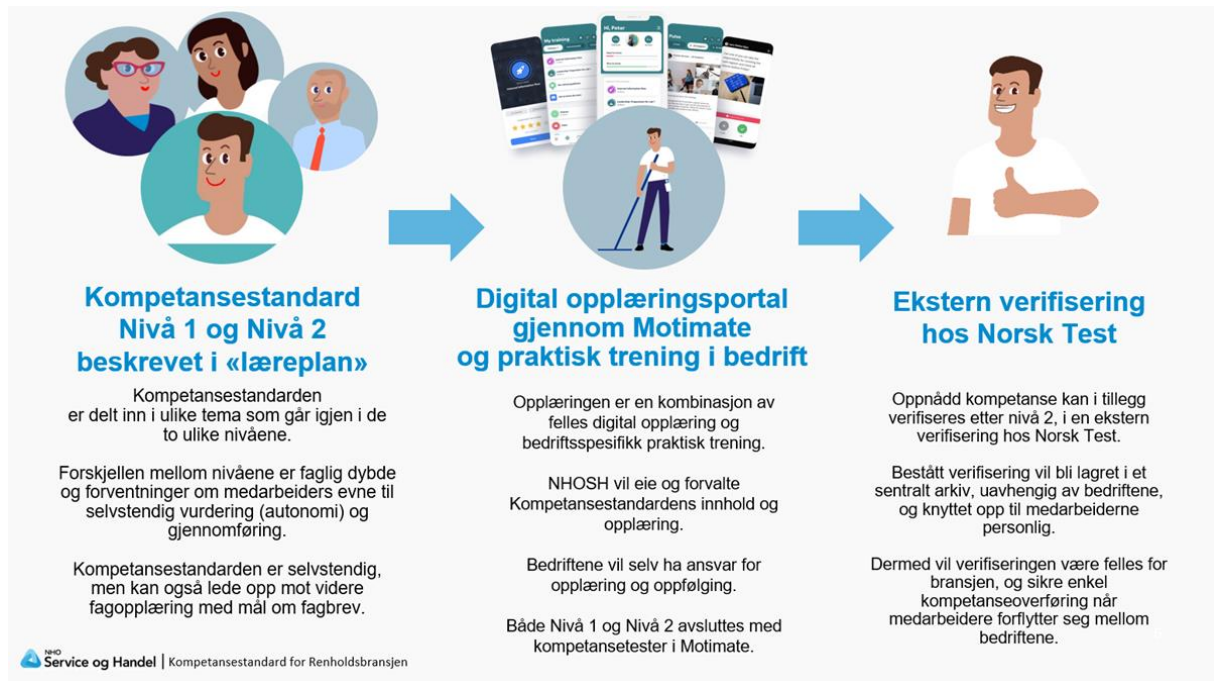 Hi, Peter
My training
Kompetansestandard
Nivå 1 og Nivå 2
beskrevet i «læreplan»
Kompetansestandarden
er delt inn i ulike tema som går igjen i de
to ulike nivåene.
Forskjellen mellom nivåene er faglig dybde
og forventninger om medarbeiders evne til
selvstendig vurdering (autonomi) og
gjennomføring.
Kompetansestandarden er selvstendig,
men kan også lede opp mot videre
fagopplæring med mål om fagbrev.
Digital opplæringsportal
gjennom Motimate
og praktisk trening i bedrift
Opplæringen er en kombinasjon av
felles digital opplæring og
bedriftsspesifikk praktisk trening.
NHOSH vil eie og forvalte
Kompetansestandardens innhold og
opplæring.
Bedriftene vil selv ha ansvar for
opplæring og oppfølging.
Både Nivå 1 og Nivå 2 avsluttes med
kompetansetester i Motimate.
Ekstern verifisering
hos Norsk Test
Oppnådd kompetanse kan i tillegg
verifiseres etter nivå 2, i en ekstern
verifisering hos Norsk Test.
Bestått verifisering vil bli lagret i et
sentralt arkiv, uavhengig av bedriftene,
og knyttet opp til medarbeiderne
personlig.
Dermed vil verifiseringen være felles for
bransjen, og sikre enkel
kompetanseoverføring når
medarbeidere forflytter seg mellom
bedriftene.
NHO
Service og Handel | Kompetansestandard for Renholdsbransjen